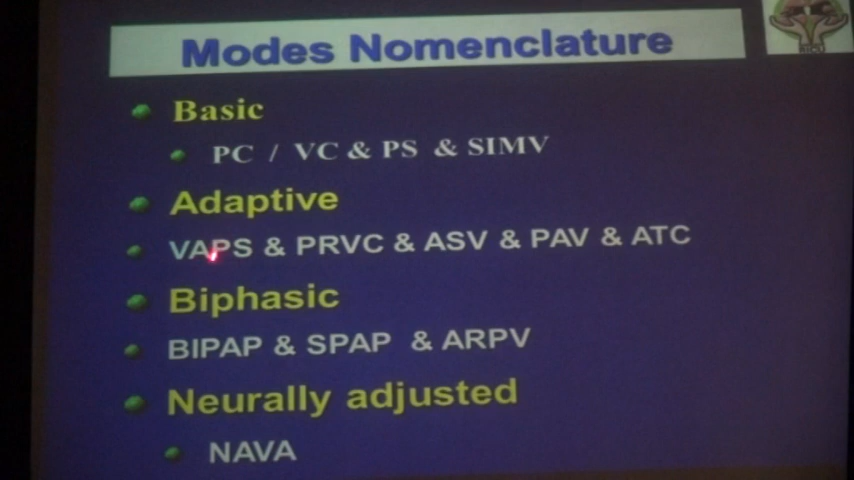 Modes Nomenclature
RICU
Basic
PC / VC & PS & SIMV
Adaptive
VAPS & PRVC & ASV & PAV & ATC
Biphasic
BIPAP & SPAP & ARPV
Neurally adjusted
NAVA